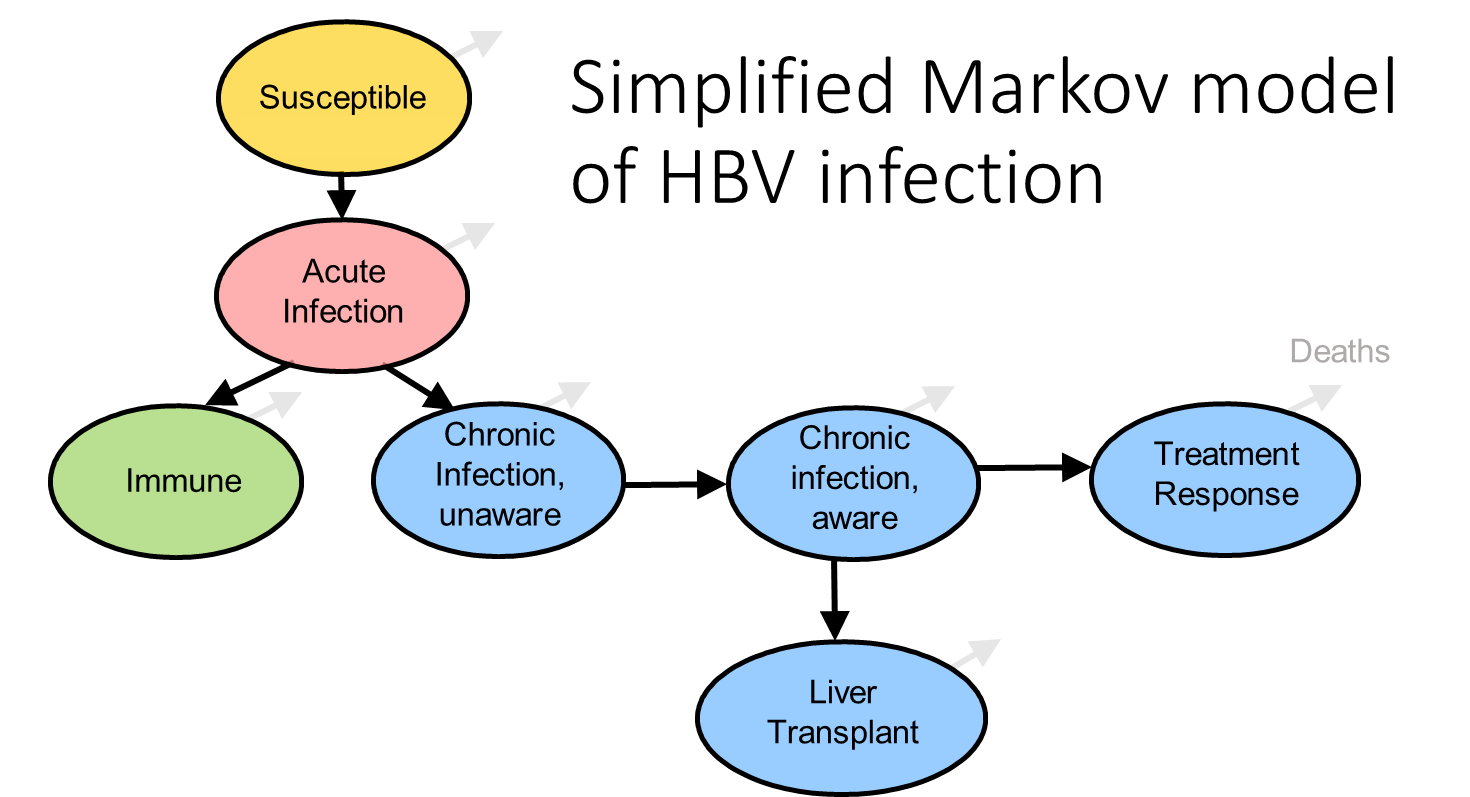 Susceptible
Simplified Markov model
of HBV infection
Acute
Infection
Deaths
Immune
Chronic
Infection,
unaware
Chronic
infection,
aware
Treatment
Response
Liver
Transplant